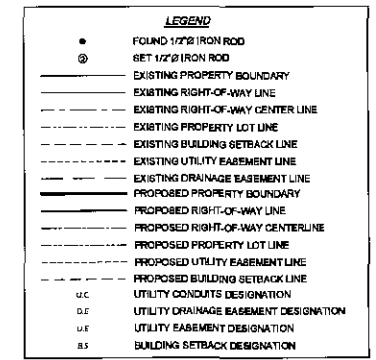 LEGEND
FOUND 1/2"Ø IRON ROD
SET 1/2"Ø IRON ROD
EXISTING PROPERTY BOUNDARY
EXISTING RIGHT-OF-WAY LINE
EXISTING RIGHT-OF-WAY CENTER LINE
EXISTING PROPERTY LOT LINE
EXISTING BUILDING SETBACK LINE
EXISTING UTILITY EASEMENT LINE
EXISTING DRAINAGE EASEMENT LINE
PROPOSED PROPERTY BOUNDARY
PROPOSED RIGHT-OF-WAY LINE
PROPOSED RIGHT-OF-WAY CENTERLINE
PROPOSED PROPERTY LOT LINE
PROPOSED UTILITY EASEMENT LINE
PROPOSED BUILDING SETBACK LINE
U.C. UTILITY CONDUITS DESIGNATION
D.E UTILITY DRAINAGE EASEMENT DESIGNATION
U.E UTILITY EASEMENT DESIGNATION
B.S BUILDING SETBACK DESIGNATION